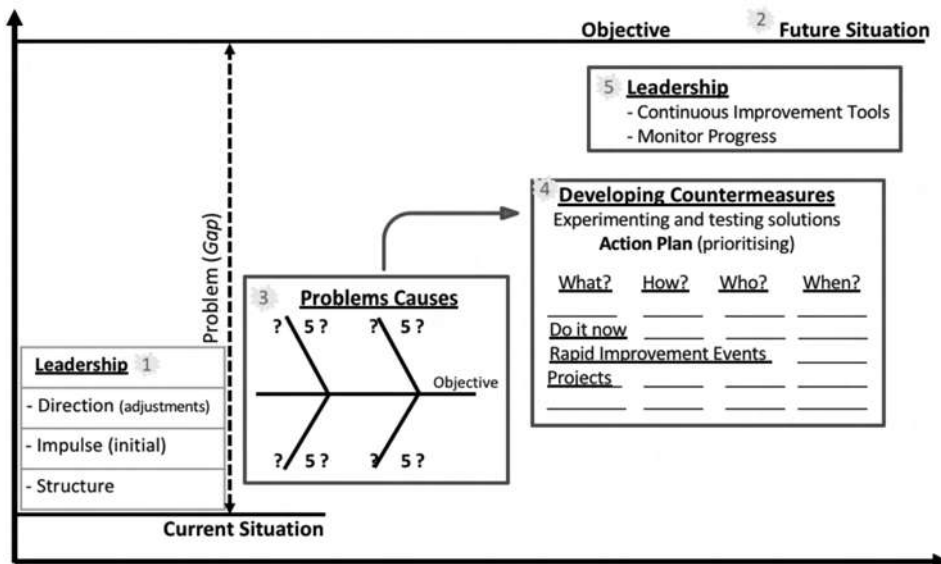 Objective 2 Future Situation
5 Leadership
- Continuous Improvement Tools
- Monitor Progress
4 Developing Countermeasures
Experimenting and testing solutions
Action Plan (prioritising)
What? How? Who? When?
Do it now
Rapid Improvement Events
Projects
Problem (Gap)
3 Problems Causes
? 5 ? ? 5 ?
Objective
? 5 ? ? 5 ?
Leadership 1
- Direction (adjustments)
- Impulse (initial)
- Structure
Current Situation